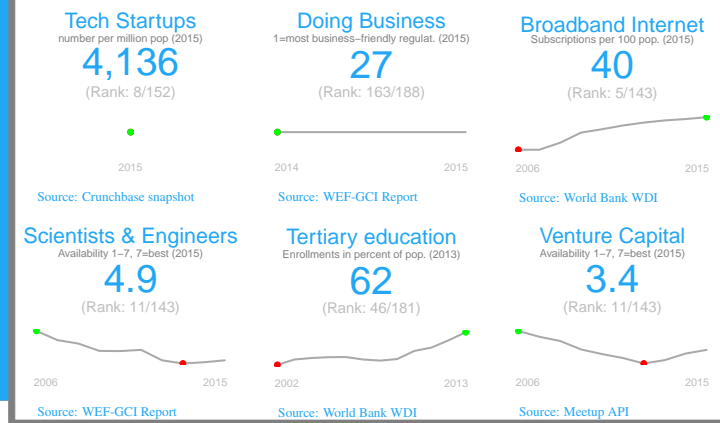 Tech Startups
number per million pop (2015)
4,136
(Rank: 8/152)
2015
Source: Crunchbase snapshot
Doing Business
1=most business−friendly regulat. (2015)
27
(Rank: 163/188)
2014 2015
Source: WEF-GCI Report
Broadband Internet
Subscriptions per 100 pop. (2015)
40
(Rank: 5/143)
2006 2015
Source: World Bank WDI
Scientists & Engineers
Availability 1−7, 7=best (2015)
4.9
(Rank: 11/143)
2006 2015
Source: WEF-GCI Report
Tertiary education
Enrollments in percent of pop. (2013)
62
(Rank: 46/181)
2002 2013
Source: World Bank WDI
Venture Capital
Availability 1−7, 7=best (2015)
3.4
(Rank: 11/143)
2006 2015
Source: Meetup API